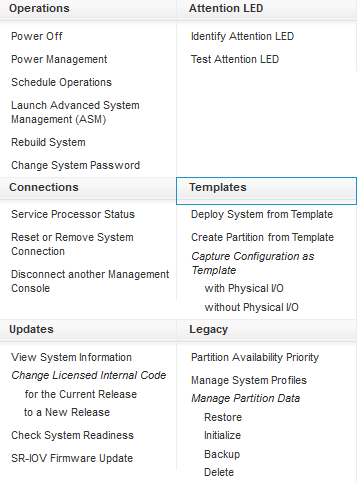 Operations
Power Off
Power Management
Schedule Operations
Launch Advanced System
Management (ASM)
Rebuild System
Change System Password
Attention LED
Identify Attention LED
Test Attention LED
Connections
Service Processor Status
Reset or Remove System
Connection
Disconnect another Management
Console
Templates
Deploy System from Template
Create Partition from Template
Capture Configuration as
Template
with Physical I/O
without Physical I/O
Updates
View System Information
Change Licensed Internal Code
for the Current Release
to a New Release
Check System Readiness
SR-IOV Firmware Update
Legacy
Partition Availability Priority
Manage System Profiles
Manage Partition Data
Restore
Initialize
Backup
Delete